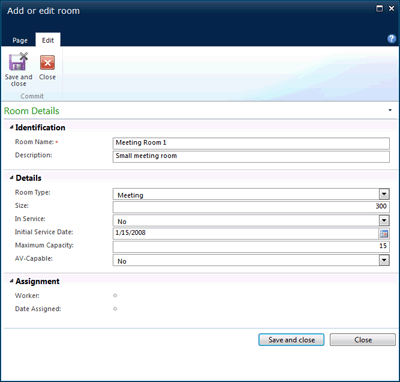 Add or edit room
Page Edit
Save and close Close
Commit
Room Details
Identification
Room Name: * Meeting Room 1
Description: Small meeting room
Details
Room Type: Meeting
Size: 300
In Service: No
Initial Service Date: 1/15/2008
Maximum Capacity: 15
AV-Capable: No
Assignment
Worker:
Date Assigned:
Save and close Close